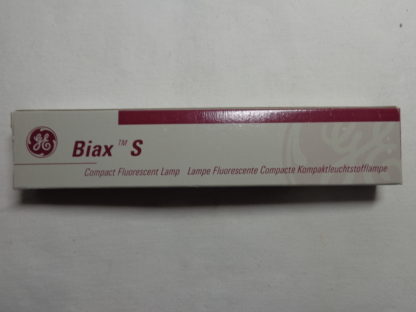 GE
Biax™ S
Compact Fluorescent Lamp Lampe Fluorescente Compacte Kompaktleuchtstofflampe